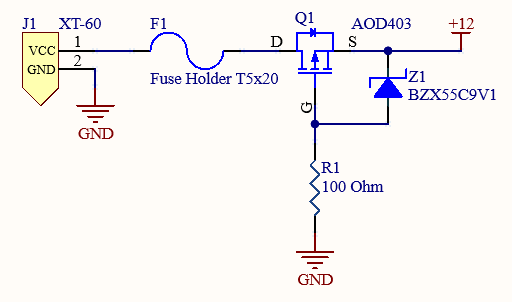 J1 XT-60
VCC 1
GND 2
GND
F1
Fuse Holder T5x20
Q1
AOD403
D
S
G
+12
Z1
BZX55C9V1
R1
100 Ohm
GND